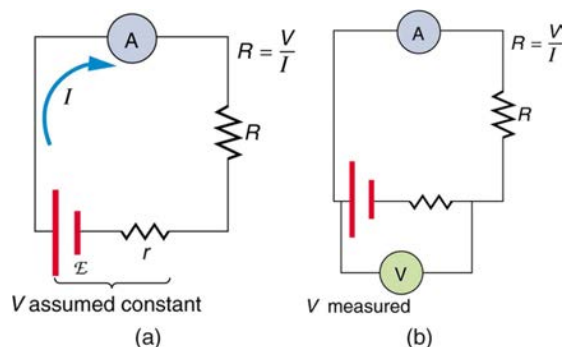 A
R = V/I
I
R
ℰ
r
V assumed constant
(a)
A
R = V/I
R
V
V measured
(b)